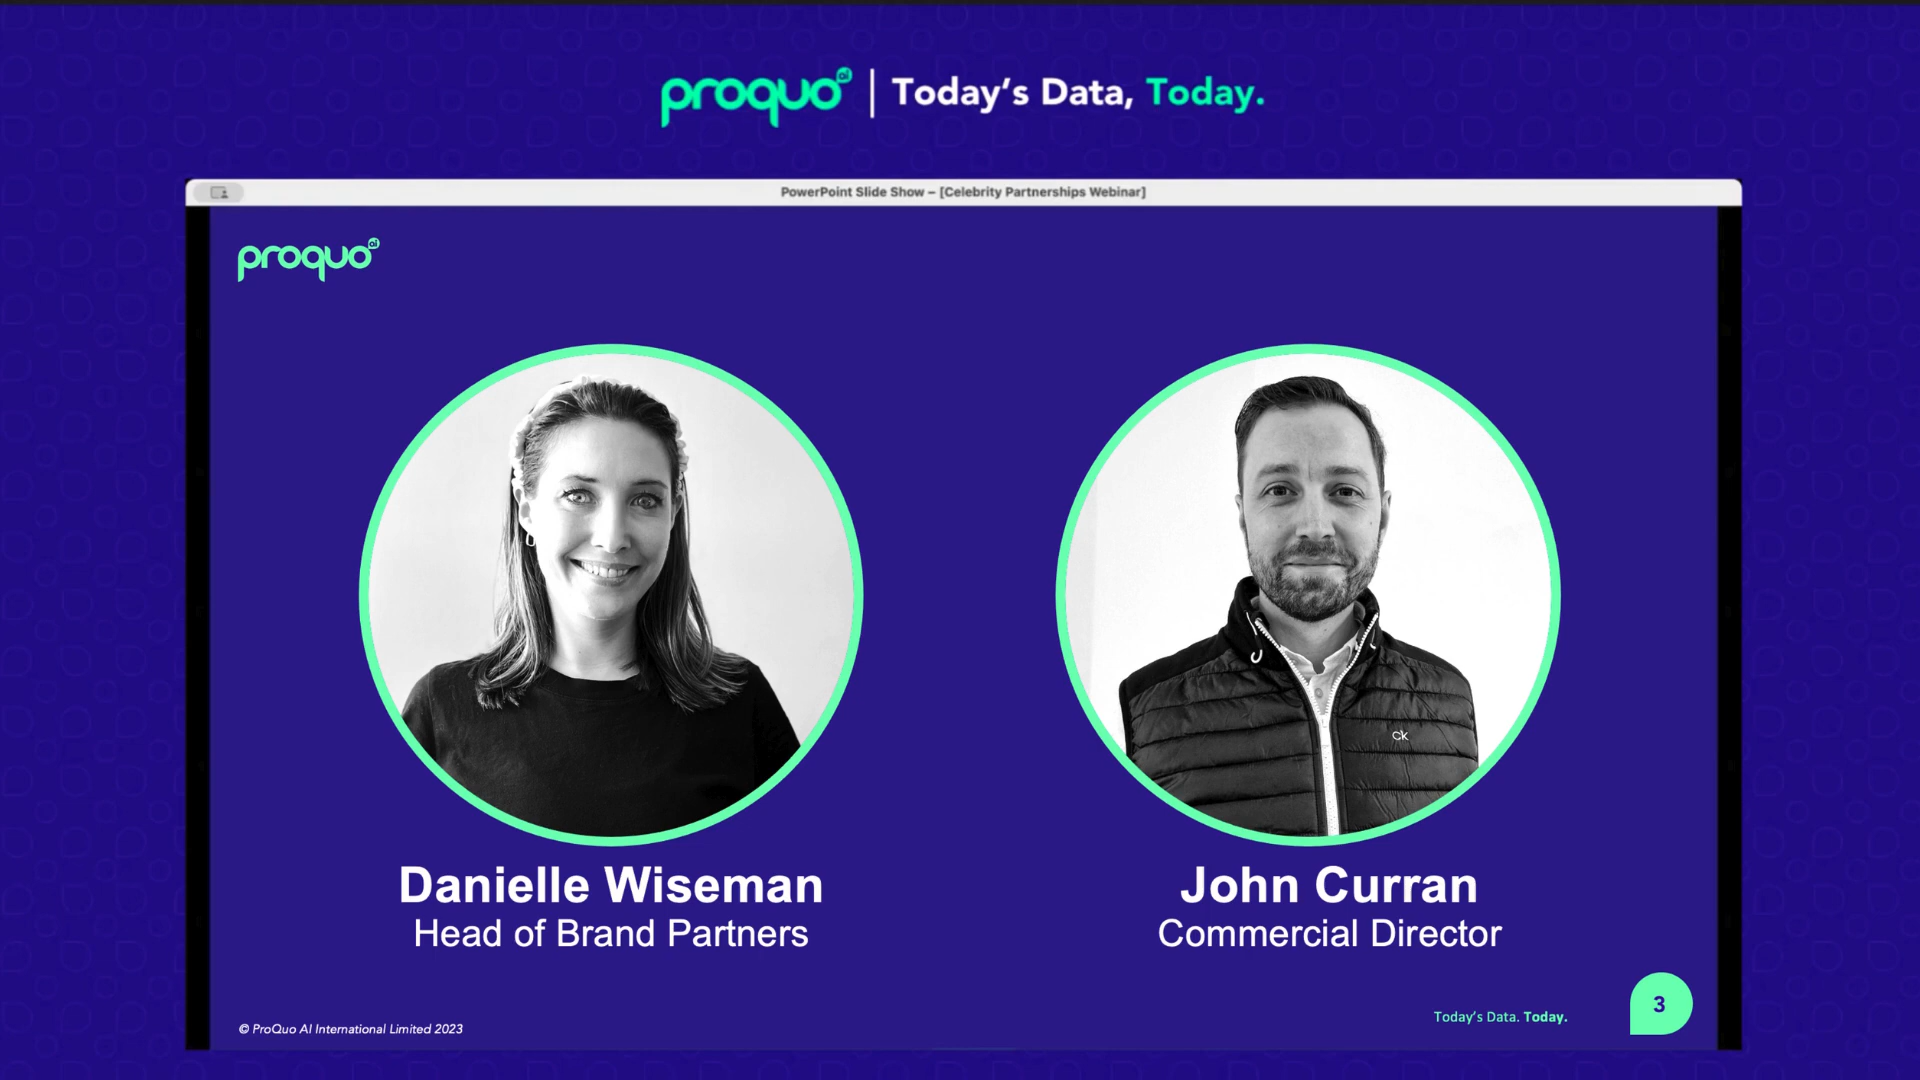 proquo ai | Today's Data, Today.
PowerPoint Slide Show – [Celebrity Partnerships Webinar]
proquo ai
ck
Danielle Wiseman
Head of Brand Partners
John Curran
Commercial Director
© ProQuo AI International Limited 2023
Today's Data. Today.
3